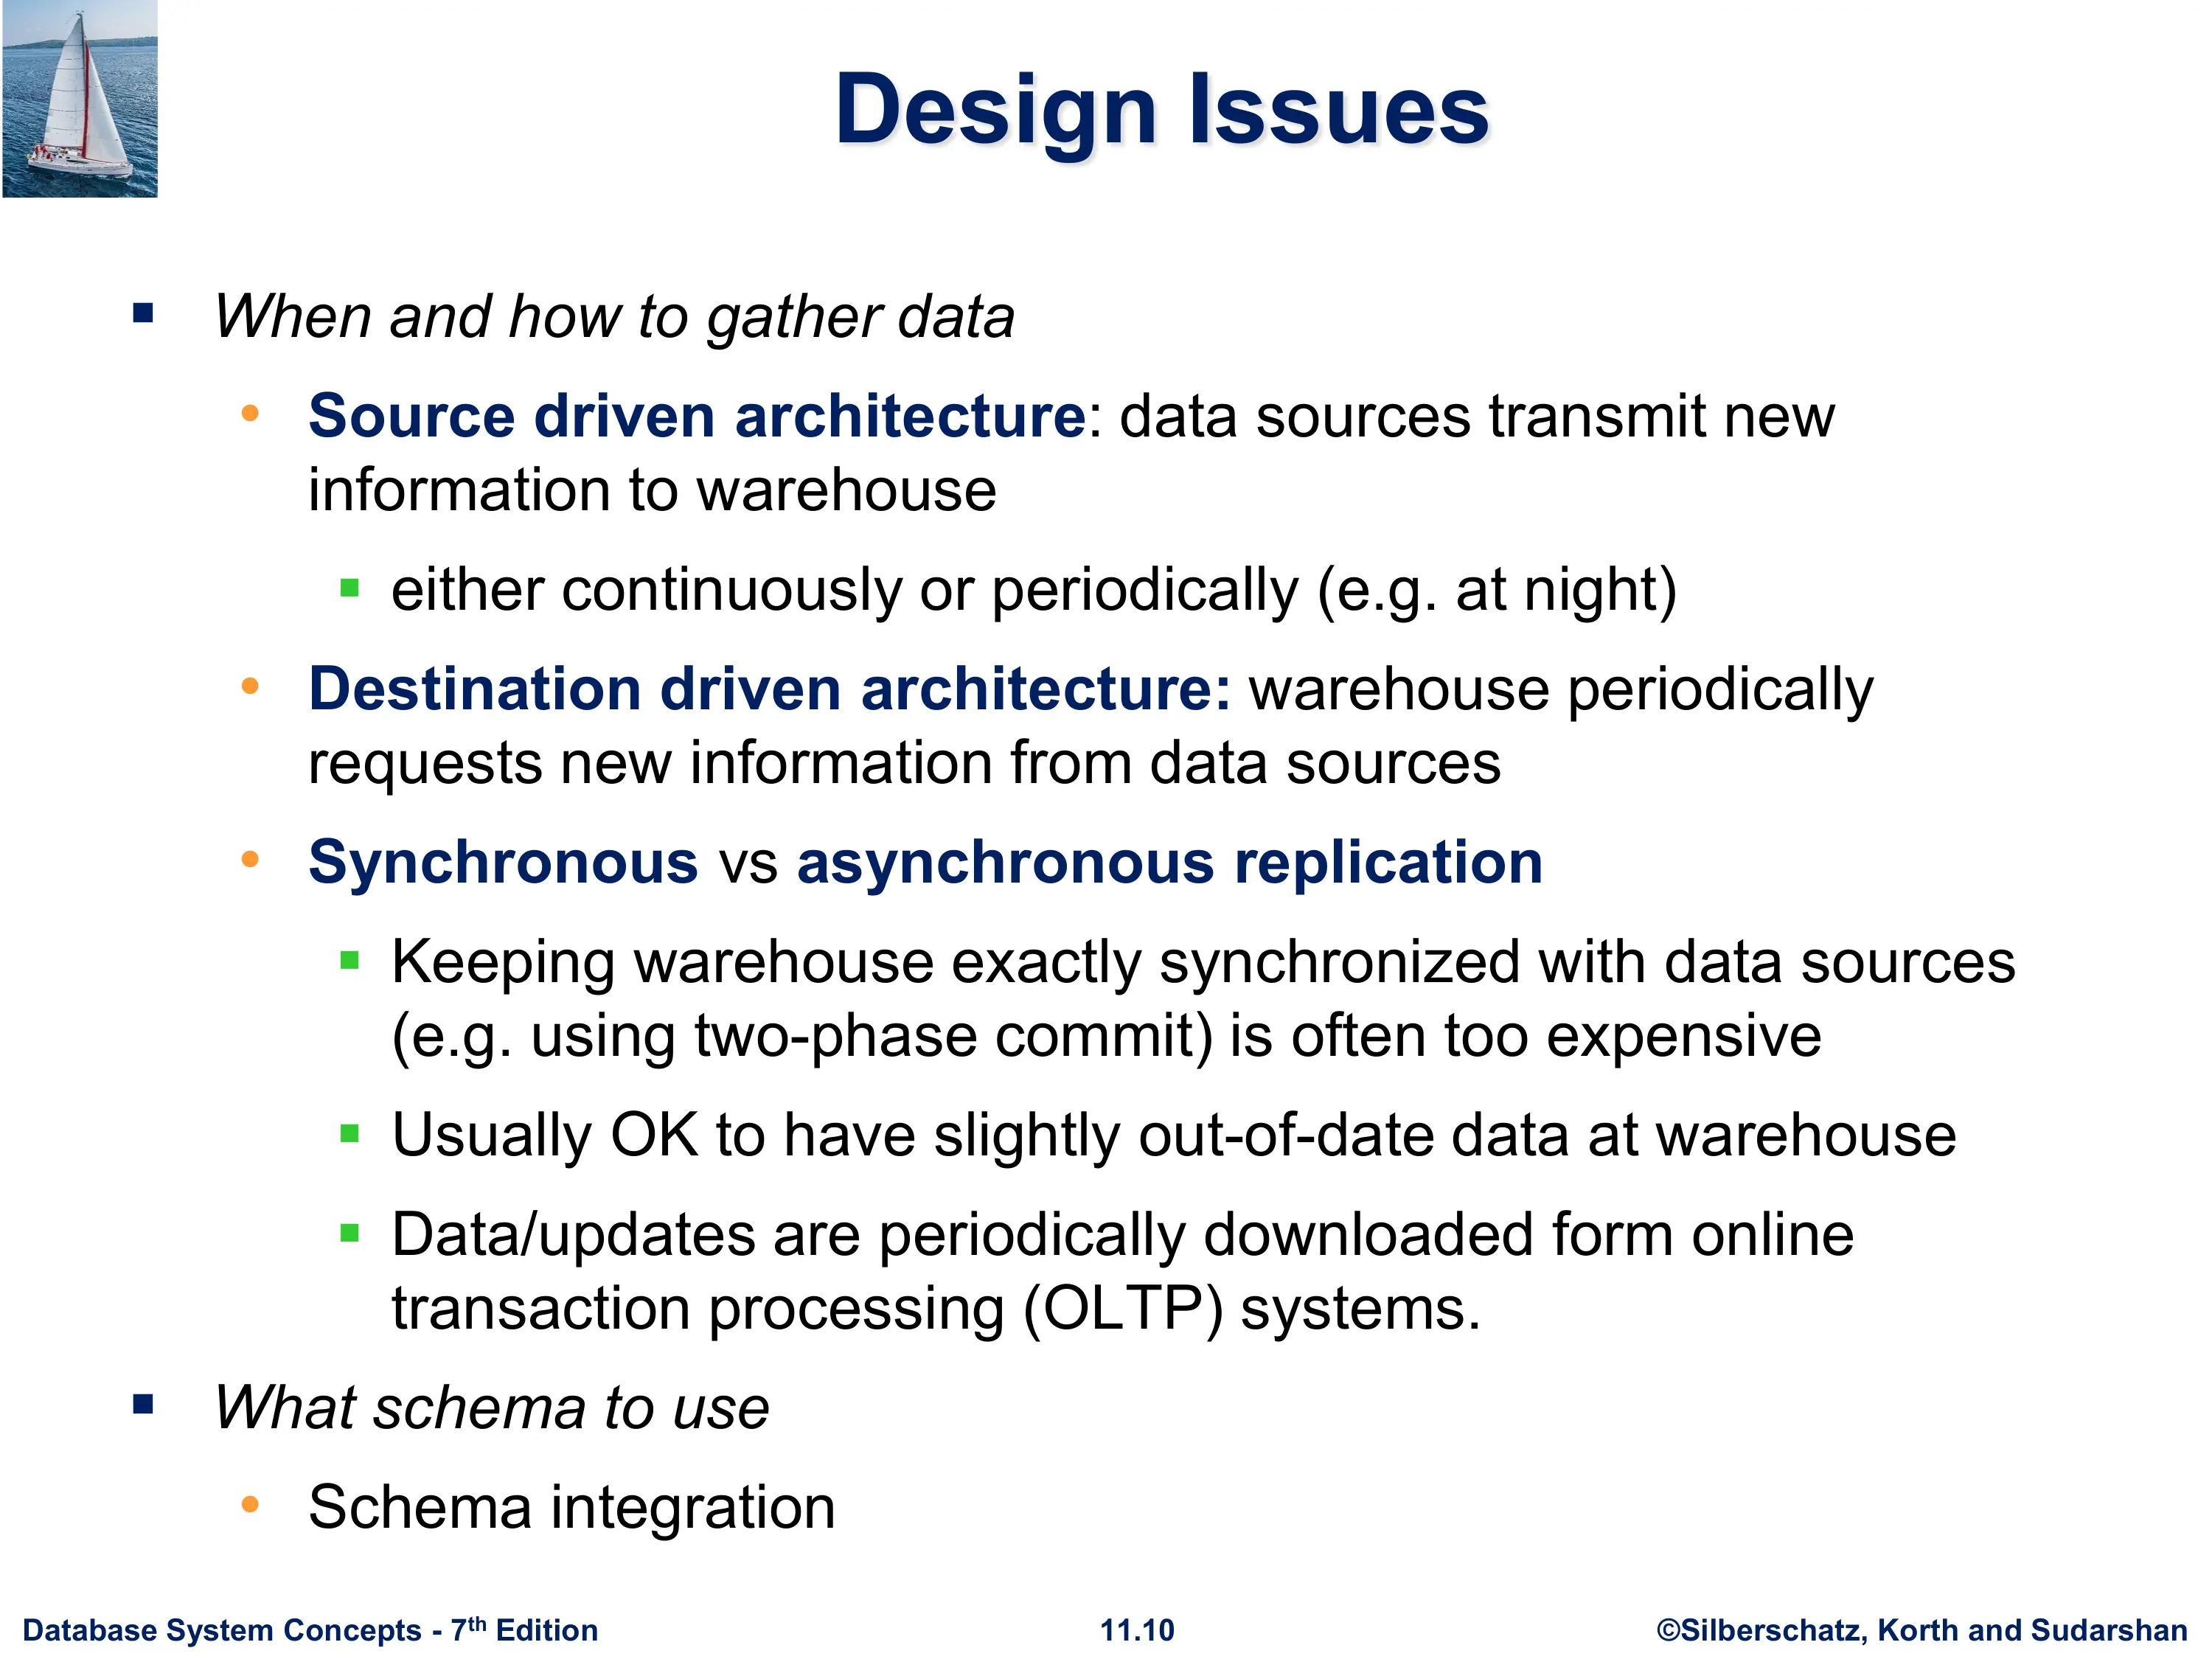 Design Issues
When and how to gather data
Source driven architecture: data sources transmit new
information to warehouse
either continuously or periodically (e.g. at night)
Destination driven architecture: warehouse periodically
requests new information from data sources
Synchronous vs asynchronous replication
Keeping warehouse exactly synchronized with data sources
(e.g. using two-phase commit) is often too expensive
Usually OK to have slightly out-of-date data at warehouse
Data/updates are periodically downloaded form online
transaction processing (OLTP) systems.
What schema to use
Schema integration
Database System Concepts - 7th Edition
11.10
©Silberschatz, Korth and Sudarshan